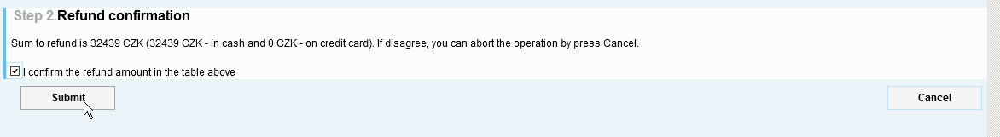 Step 2.Refund confirmation
Sum to refund is 32439 CZK (32439 CZK - in cash and 0 CZK - on credit card). If disagree, you can abort the operation by press Cancel.
I confirm the refund amount in the table above
Submit Cancel